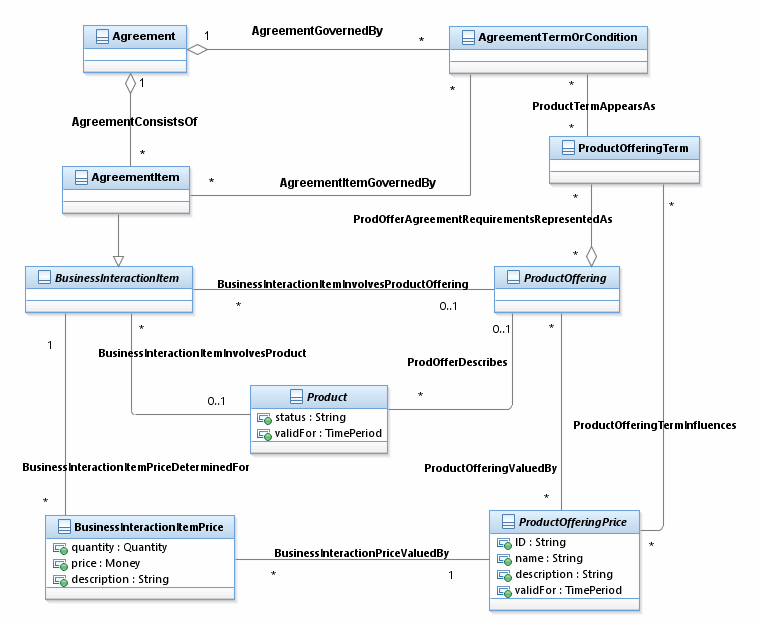 Agreement
1
AgreementGovernedBy
*
AgreementTermOrCondition
1
*
*
ProductTermAppearsAs
AgreementConsistsOf
*
*
ProductOfferingTerm
AgreementItem
*
AgreementItemGovernedBy
*
*
ProdOfferAgreementRequirementsRepresentedAs
*
BusinessInteractionItem
BusinessInteractionItemInvolvesProductOffering
ProductOffering
*
0..1
1
*
0..1
*
BusinessInteractionItemInvolvesProduct
ProdOfferDescribes
0..1
Product
*
status : String
validFor : TimePeriod
ProductOfferingTermInfluences
BusinessInteractionItemPriceDeterminedFor
ProductOfferingValuedBy
*
*
BusinessInteractionItemPrice
ProductOfferingPrice
quantity : Quantity
price : Money
description : String
BusinessInteractionPriceValuedBy
*
1
ID : String
name : String
description : String
validFor : TimePeriod
*